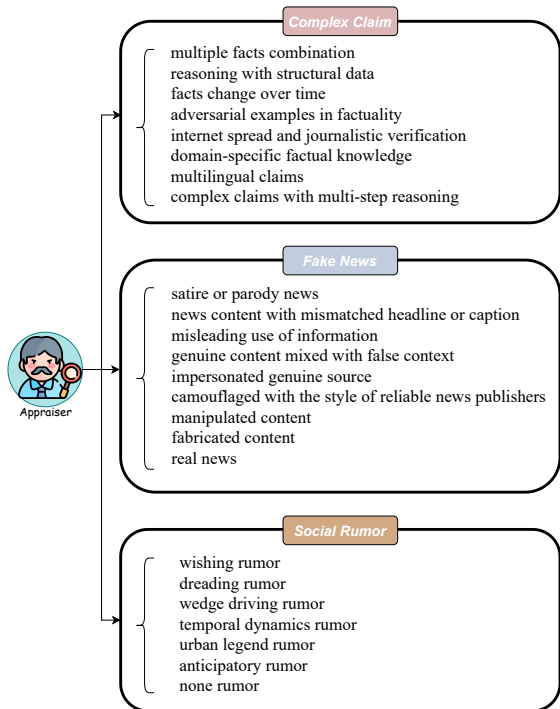 Complex Claim
multiple facts combination
reasoning with structural data
facts change over time
adversarial examples in factuality
internet spread and journalistic verification
domain-specific factual knowledge
multilingual claims
complex claims with multi-step reasoning
Fake News
satire or parody news
news content with mismatched headline or caption
misleading use of information
genuine content mixed with false context
impersonated genuine source
camouflaged with the style of reliable news publishers
manipulated content
fabricated content
real news
Appraiser
Social Rumor
wishing rumor
dreading rumor
wedge driving rumor
temporal dynamics rumor
urban legend rumor
anticipatory rumor
none rumor